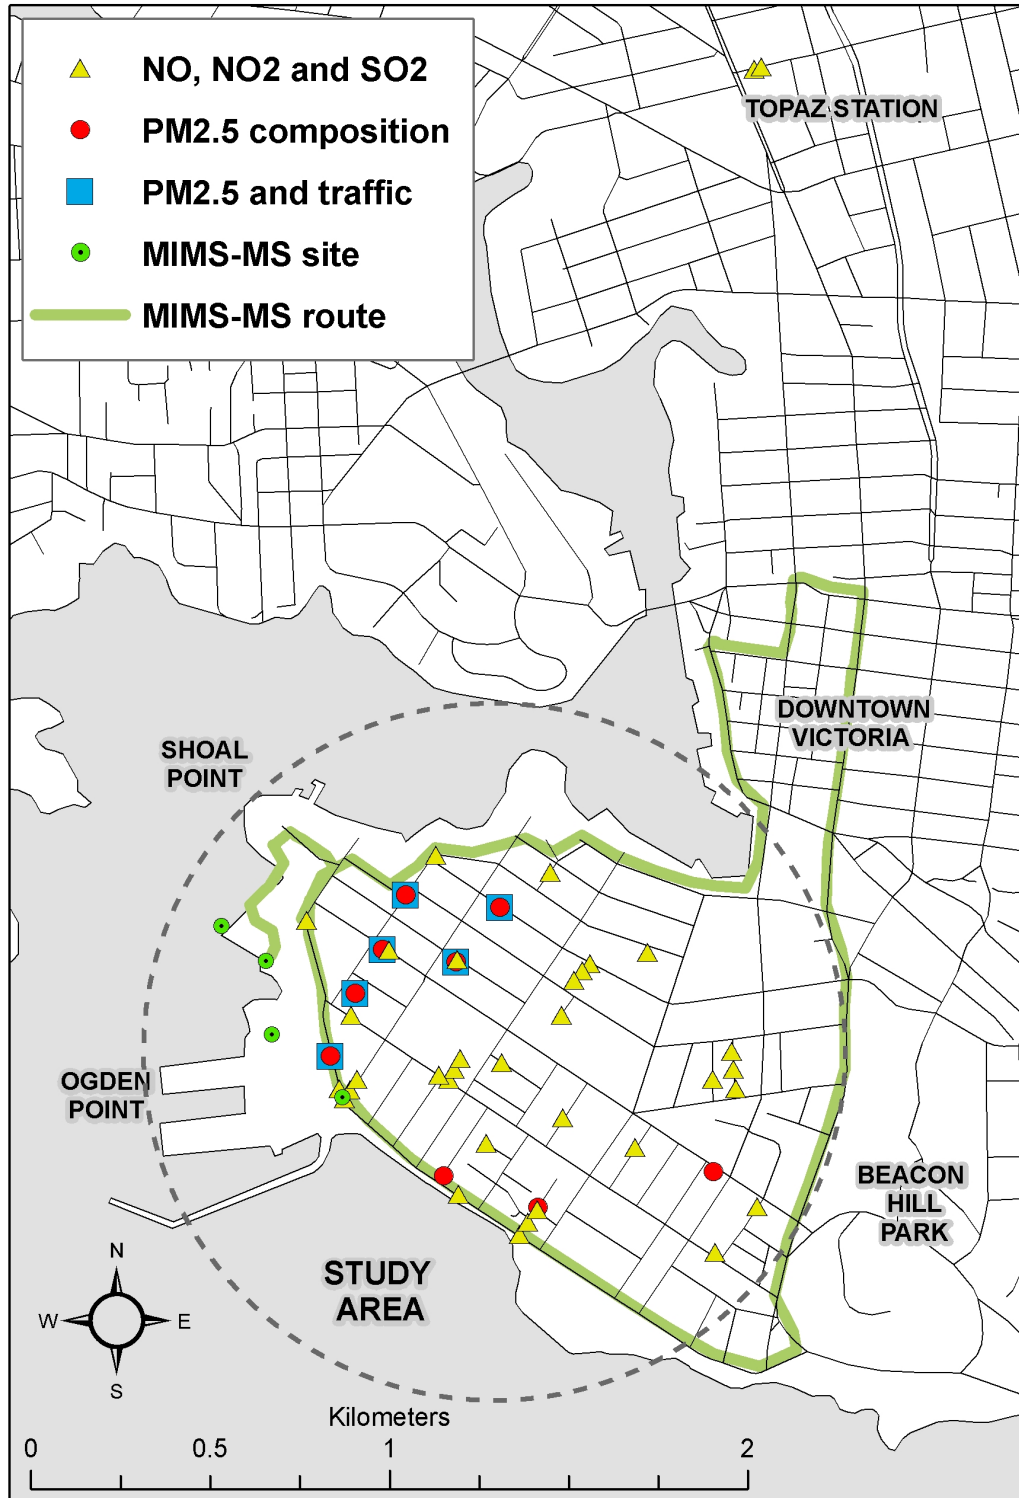 NO, NO2 and SO2
PM2.5 composition
PM2.5 and traffic
MIMS-MS site
MIMS-MS route
TOPAZ STATION
DOWNTOWN
VICTORIA
SHOAL
POINT
OGDEN
POINT
BEACON
HILL
PARK
STUDY
AREA
N
W
E
S
Kilometers
0
0.5
1
2